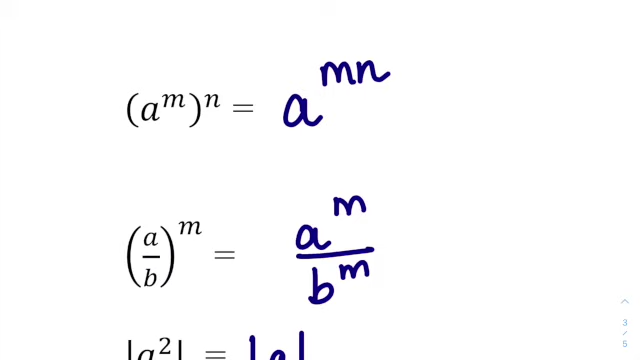 (a^m)^n = a^{mn}
(a/b)^m = a^m/b^m
|a^2| = |a|
3
/
5